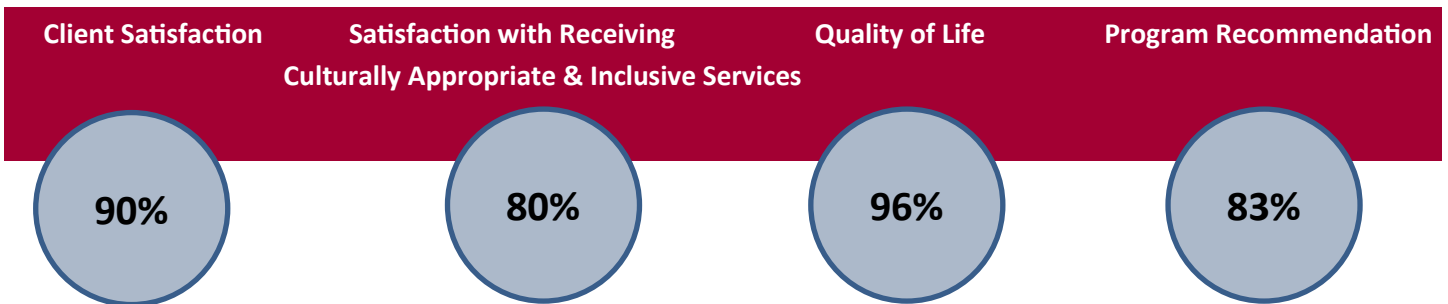 Client Satisfaction
Satisfaction with Receiving
Culturally Appropriate & Inclusive Services
Quality of Life
Program Recommendation
90%
80%
96%
83%